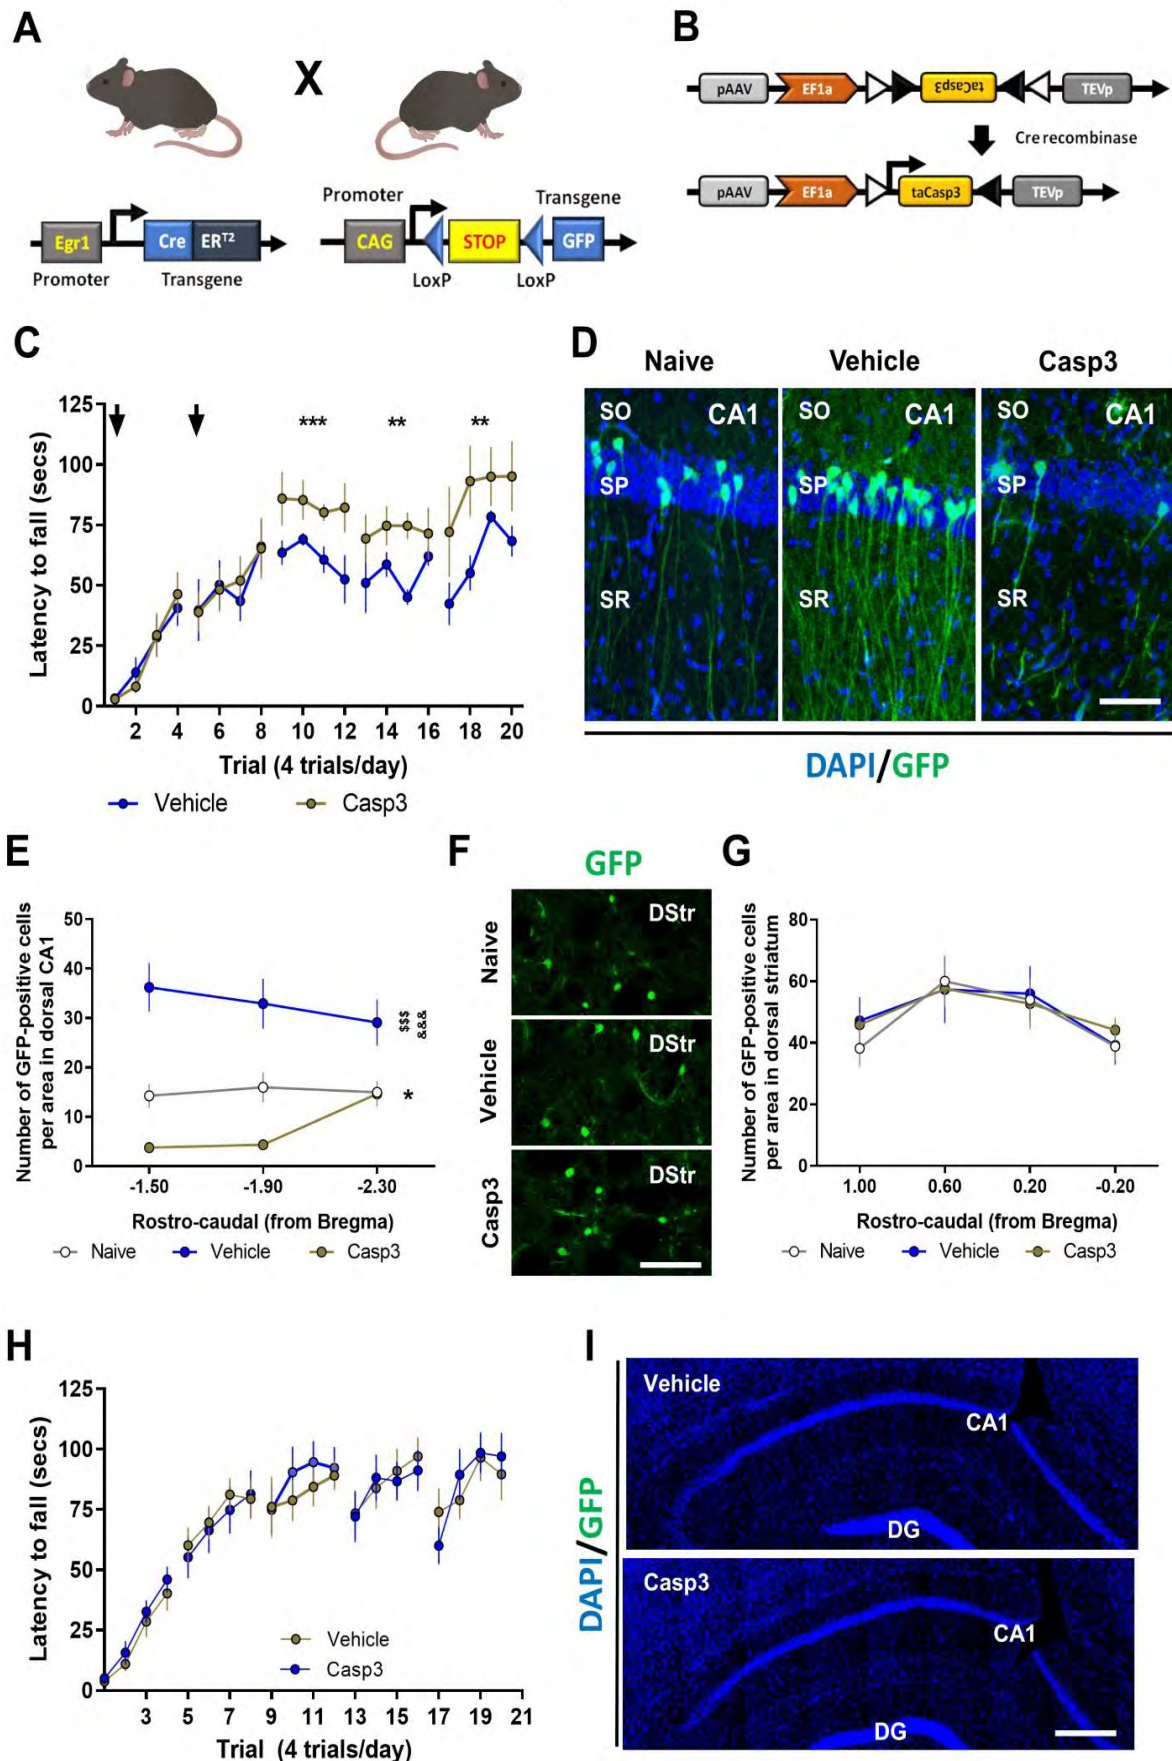 A
X
Promoter
Transgene
Egr1
Cre
ER^T2
CAG
STOP
GFP
Promoter
Transgene
LoxP
LoxP
B
pAAV
EF1a
taCasp3
TEVp
Cre recombinase
pAAV
EF1a
taCasp3
TEVp
C
Latency to fall (secs)
125
100
75
50
25
0
***
**
**
2 4 6 8 10 12 14 16 18 20
Trial (4 trials/day)
Vehicle
Casp3
D
Naive
Vehicle
Casp3
SO
CA1
SP
SR
SO
CA1
SP
SR
SO
CA1
SP
SR
DAPI/GFP
E
Number of GFP-positive cells
per area in dorsal CA1
50
40
30
20
10
0
$$$
&&&
*
-1.50 -1.90 -2.30
Rostro-caudal (from Bregma)
Naive
Vehicle
Casp3
F
GFP
Naive
DStr
Vehicle
DStr
Casp3
DStr
G
Number of GFP-positive cells
per area in dorsal striatum
80
60
40
20
0
1.00 0.60 0.20 -0.20
Rostro-caudal (from Bregma)
Naive
Vehicle
Casp3
H
Latency to fall (secs)
125
100
75
50
25
0
Vehicle
Casp3
3 5 7 9 11 13 15 17 19 21
Trial (4 trials/day)
I
DAPI/GFP
Vehicle
CA1
DG
Casp3
CA1
DG